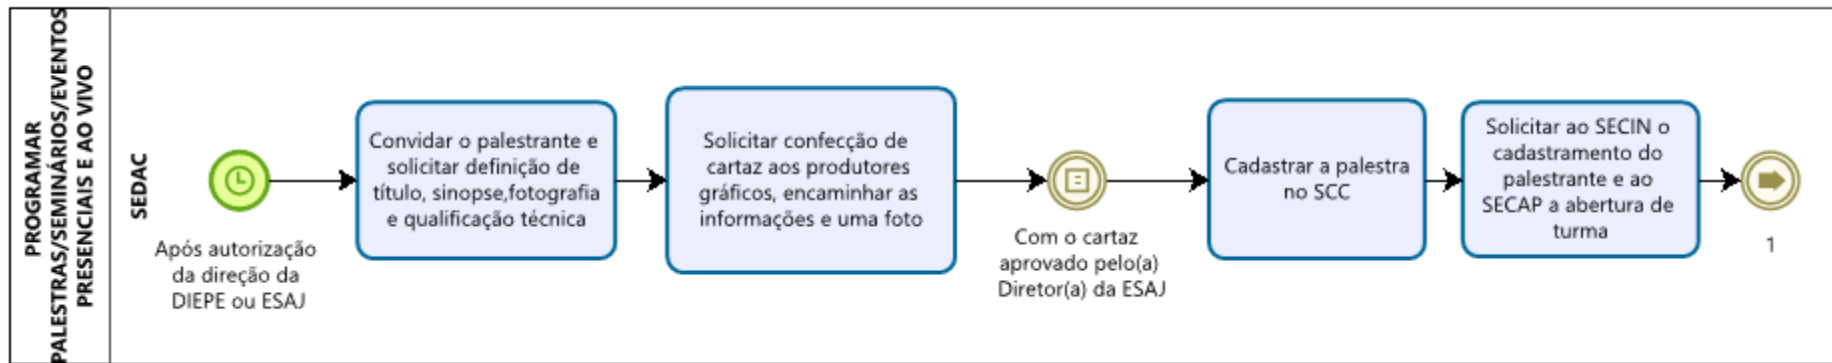 PROGRAMAR
PALESTRAS/SEMINÁRIOS/EVENTOS
PRESENCIAIS E AO VIVO
SEDAC
Após autorização
da direção da
DIEPE ou ESAJ
Convidar o palestrante e
solicitar definição de
título, sinopse,fotografia
e qualificação técnica
Solicitar confecção de
cartaz aos produtores
gráficos, encaminhar as
informações e uma foto
Com o cartaz
aprovado pelo(a)
Diretor(a) da ESAJ
Cadastrar a palestra
no SCC
Solicitar ao SECIN o
cadastramento do
palestrante e ao
SECAP a abertura de
turma
1